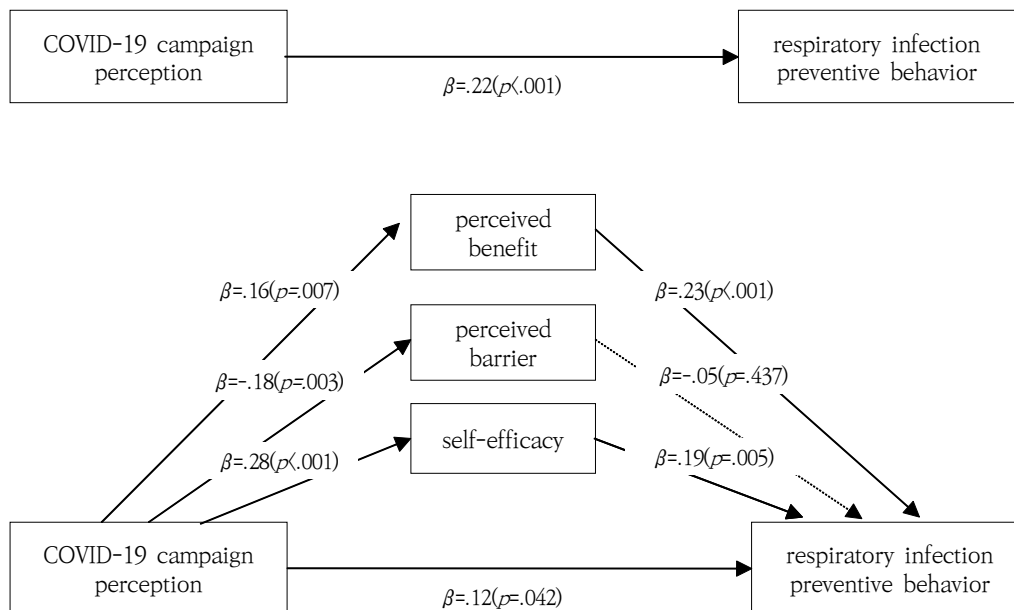 COVID-19 campaign
perception
respiratory infection
preventive behavior
β=.22(p<.001)
perceived
benefit
β=.16(p=.007)
β=.23(p<.001)
perceived
barrier
β=-.18(p=.003)
β=-.05(p=.437)
self-efficacy
β=.28(p<.001)
β=.19(p=.005)
COVID-19 campaign
perception
respiratory infection
preventive behavior
β=.12(p=.042)